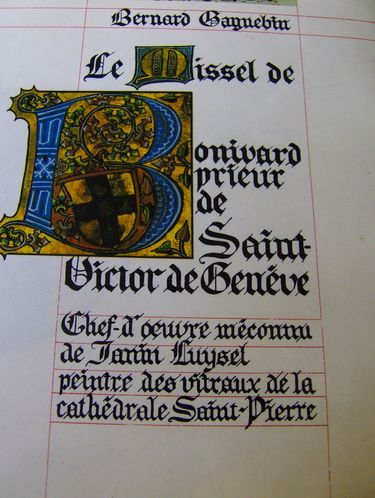 Bernard Gagnebin
Le Missel de
Bonivard
prieur
de
Saint-
Victor de Genève
Chef-d'œuvre méconnu
de Janin Luysel
peintre des vitraux de la
cathédrale Saint-Pierre